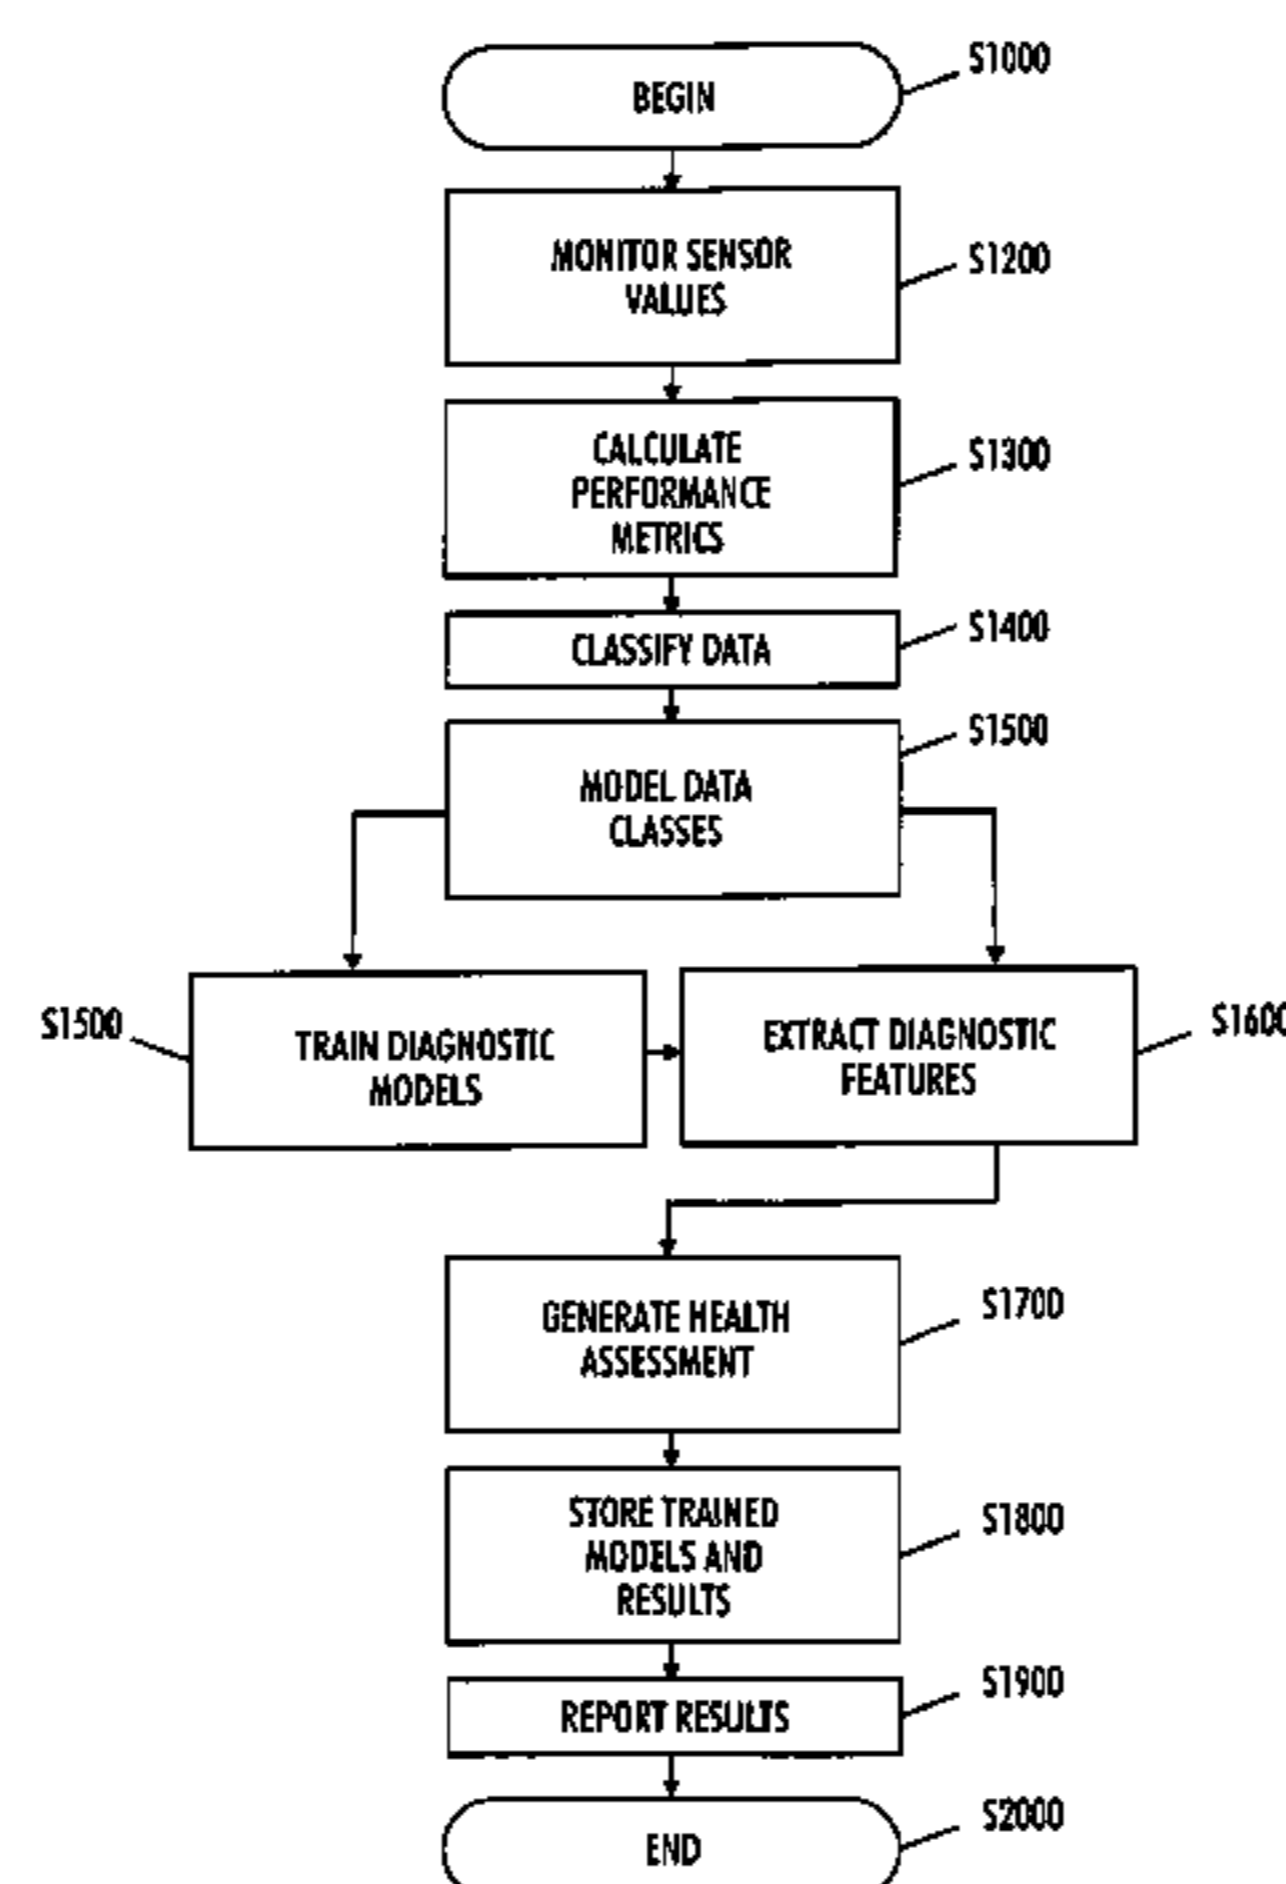 BEGIN
S1000
MONITOR SENSOR
VALUES
S1200
CALCULATE
PERFORMANCE
METRICS
S1300
CLASSIFY DATA
S1400
MODEL DATA
CLASSES
S1500
S1500
TRAIN DIAGNOSTIC
MODELS
EXTRACT DIAGNOSTIC
FEATURES
S1600
GENERATE HEALTH
ASSESSMENT
S1700
STORE TRAINED
MODELS AND
RESULTS
S1800
REPORT RESULTS
S1900
END
S2000